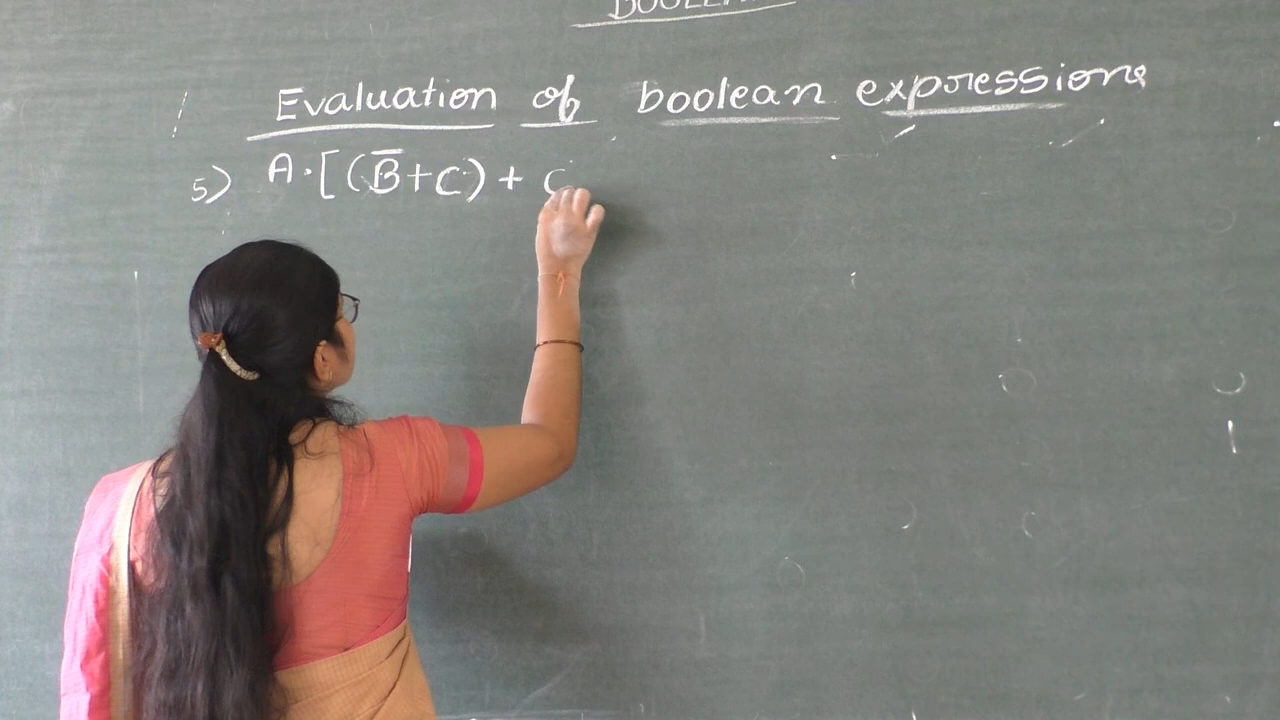 Evaluation of boolean expressions
5) A·[(B̅+C)+ C